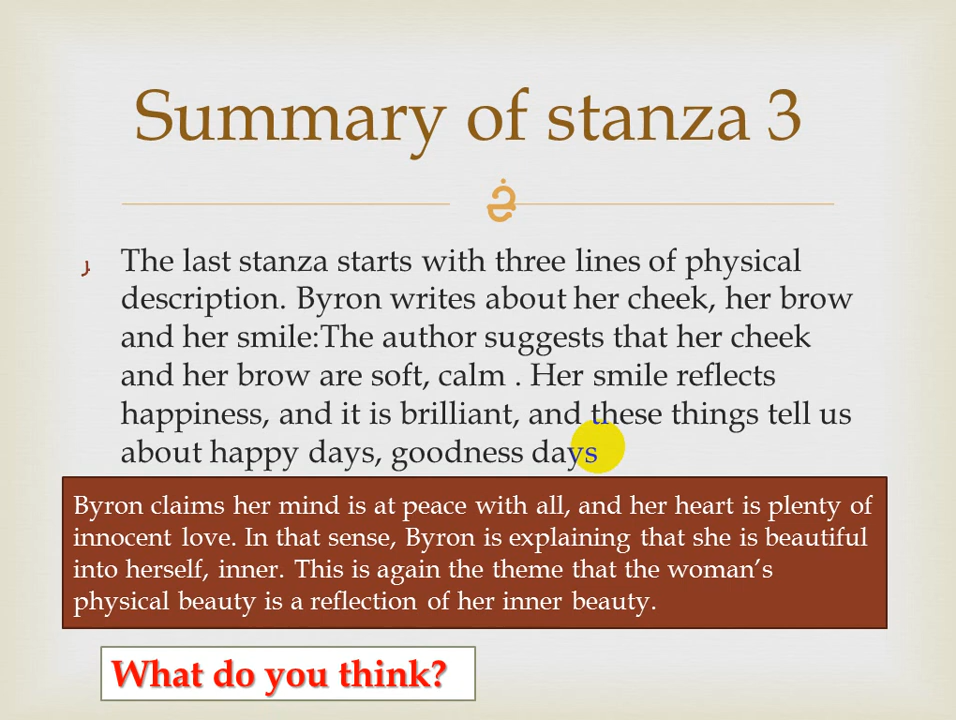 Summary of stanza 3
The last stanza starts with three lines of physical
description. Byron writes about her cheek, her brow
and her smile:The author suggests that her cheek
and her brow are soft, calm . Her smile reflects
happiness, and it is brilliant, and these things tell us
about happy days, goodness days
Byron claims her mind is at peace with all, and her heart is plenty of
innocent love. In that sense, Byron is explaining that she is beautiful
into herself, inner. This is again the theme that the woman’s
physical beauty is a reflection of her inner beauty.
What do you think?